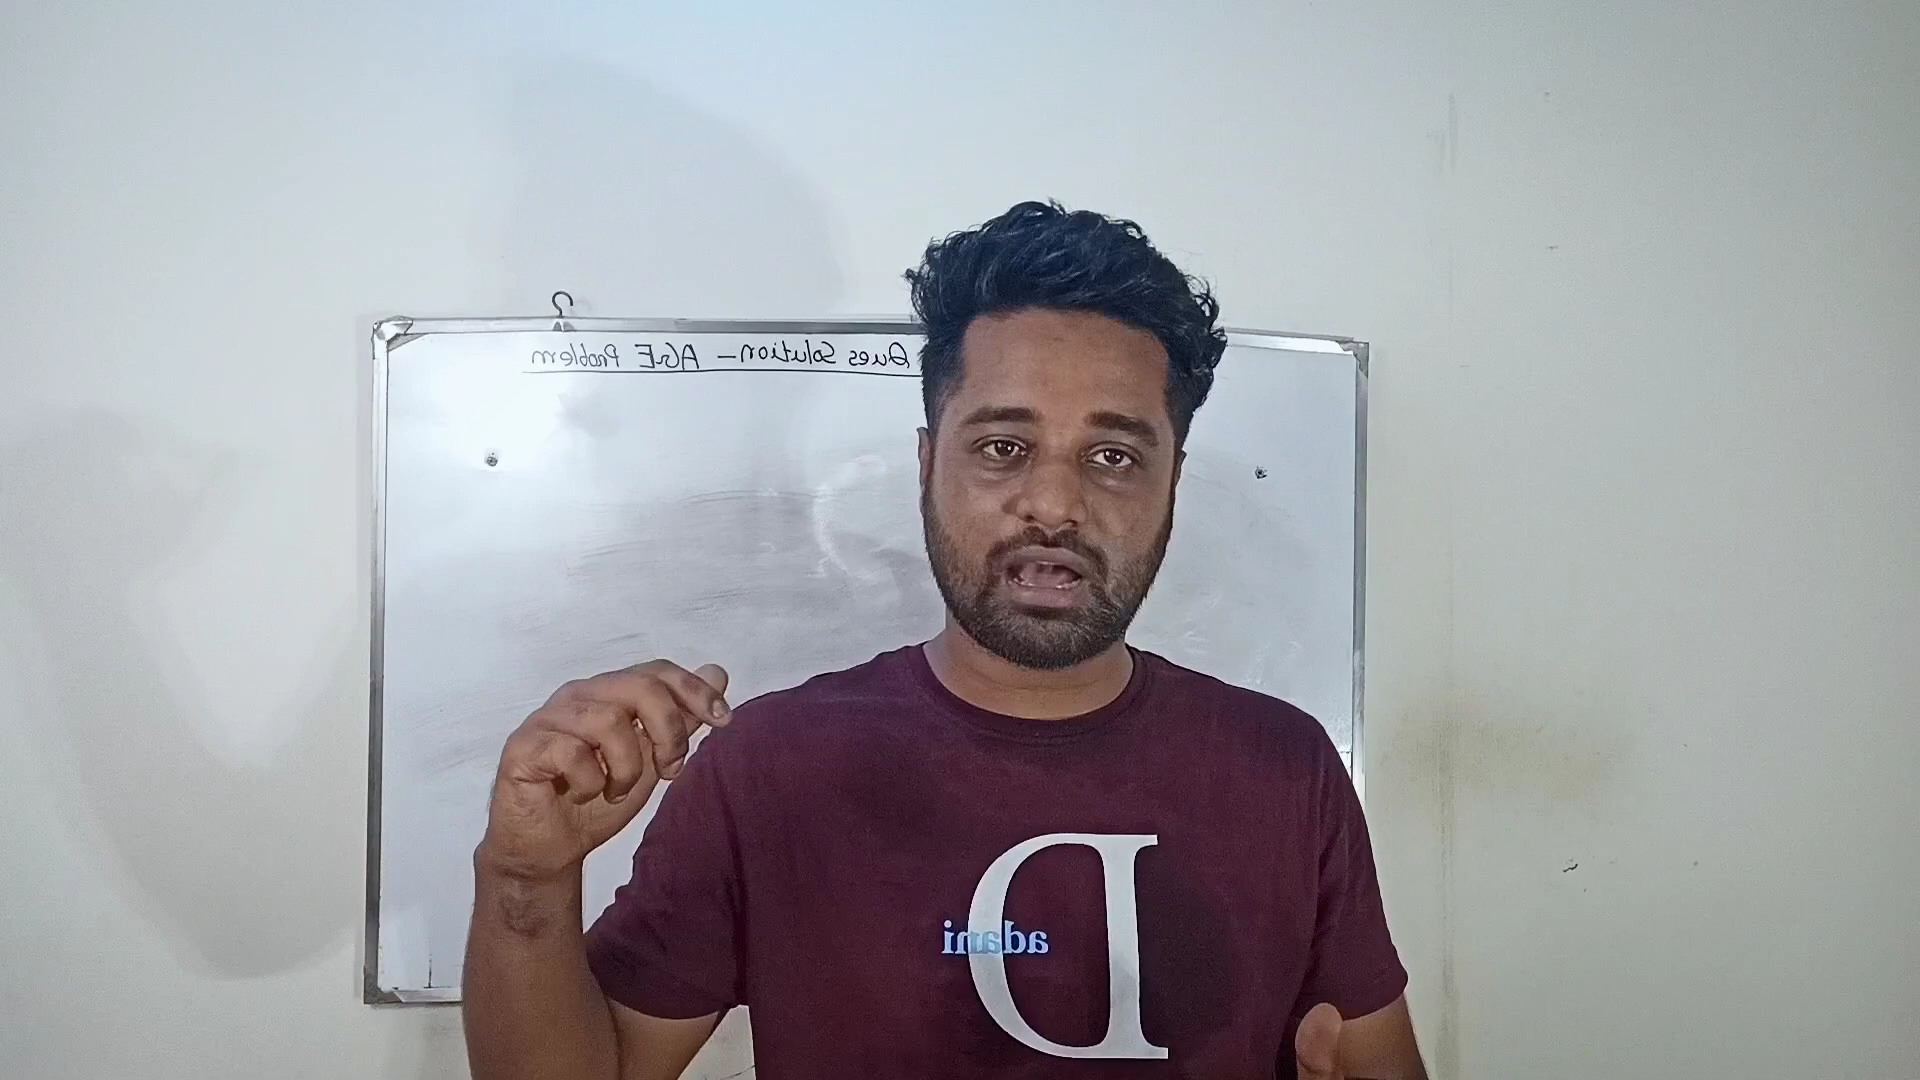 Ques Solution – AGE Problem
D
adani